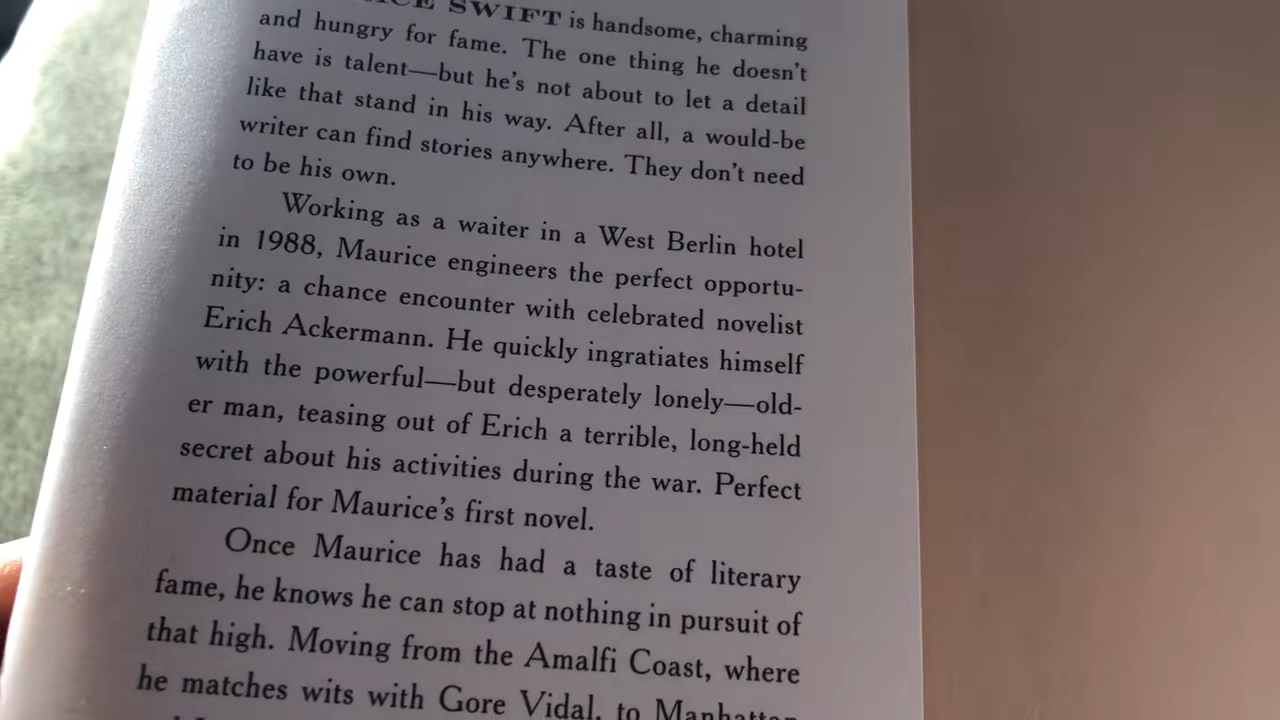 SWIFT is handsome, charming
and hungry for fame. The one thing he doesn't
have is talent—but he's not about to let a detail
like that stand in his way. After all, a would-be
writer can find stories anywhere. They don't need
to be his own.
Working as a waiter in a West Berlin hotel
in 1988, Maurice engineers the perfect opportu-
nity: a chance encounter with celebrated novelist
Erich Ackermann. He quickly ingratiates himself
with the powerful—but desperately lonely—old-
er man, teasing out of Erich a terrible, long-held
secret about his activities during the war. Perfect
material for Maurice's first novel.
Once Maurice has had a taste of literary
fame, he knows he can stop at nothing in pursuit of
that high. Moving from the Amalfi Coast, where
he matches wits with Gore Vidal, to Manhattan